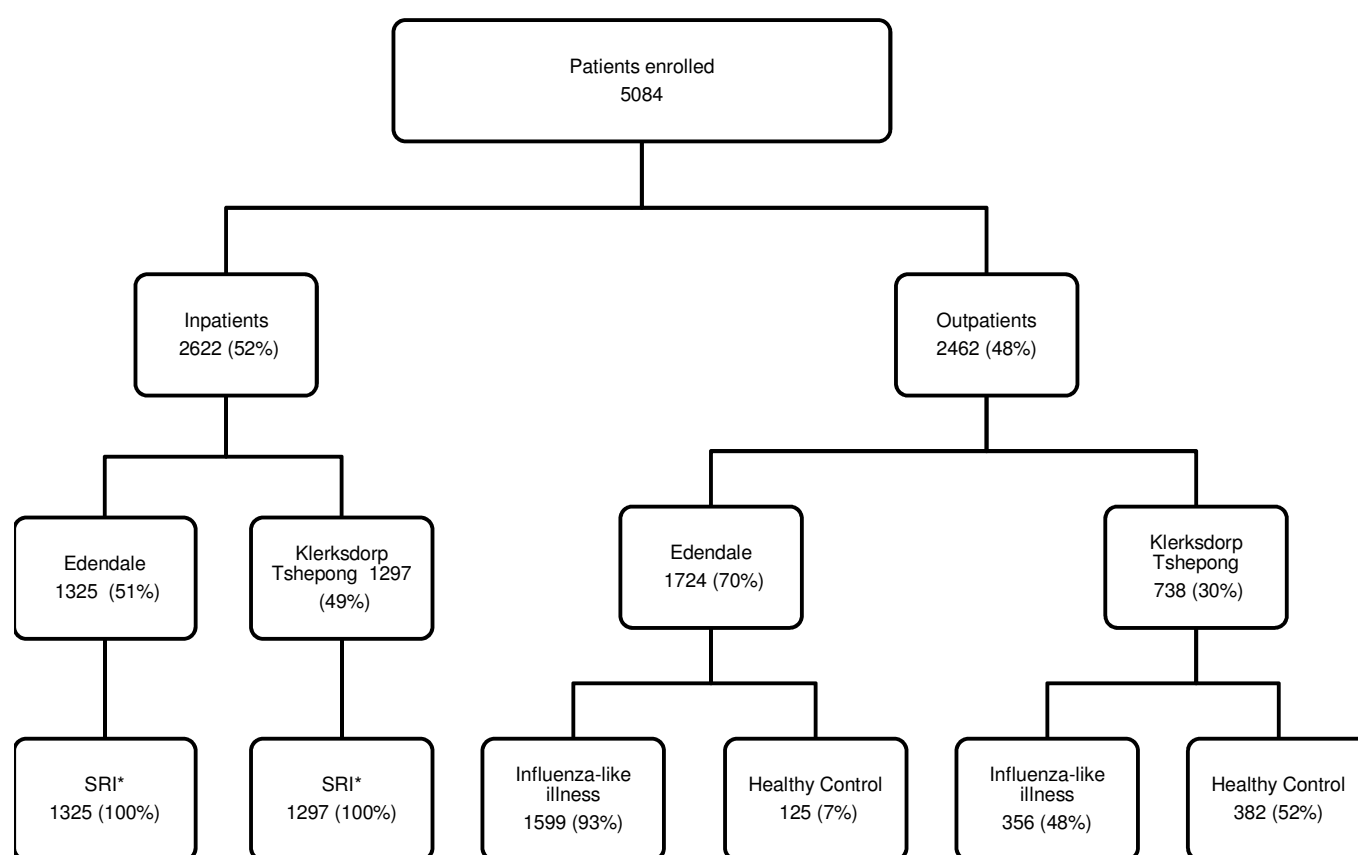 Patients enrolled
5084
Inpatients
2622 (52%)
Outpatients
2462 (48%)
Edendale
1325 (51%)
Klerksdorp
Tshepong 1297
(49%)
Edendale
1724 (70%)
Klerksdorp
Tshepong
738 (30%)
SRI*
1325 (100%)
SRI*
1297 (100%)
Influenza-like
illness
1599 (93%)
Healthy Control
125 (7%)
Influenza-like
illness
356 (48%)
Healthy Control
382 (52%)